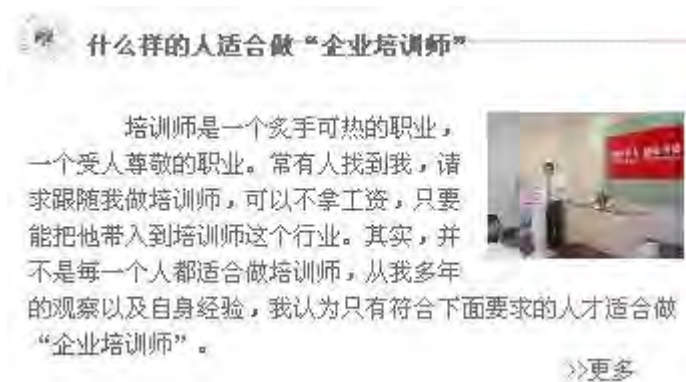 什么样的人适合做“企业培训师”
培训师是一个炙手可热的职业，
一个受人尊敬的职业。常有人找到我，请
求跟随我做培训师，可以不拿工资，只要
能把他带入到培训师这个行业。其实，并
不是每一个人都适合做培训师，从我多年
的观察以及自身经验，我认为只有符合下面要求的人才适合做
“企业培训师”。
>>更多